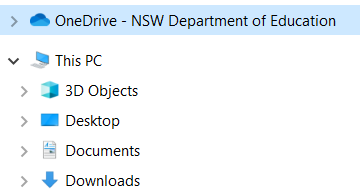 OneDrive - NSW Department of Education
This PC
3D Objects
Desktop
Documents
Downloads